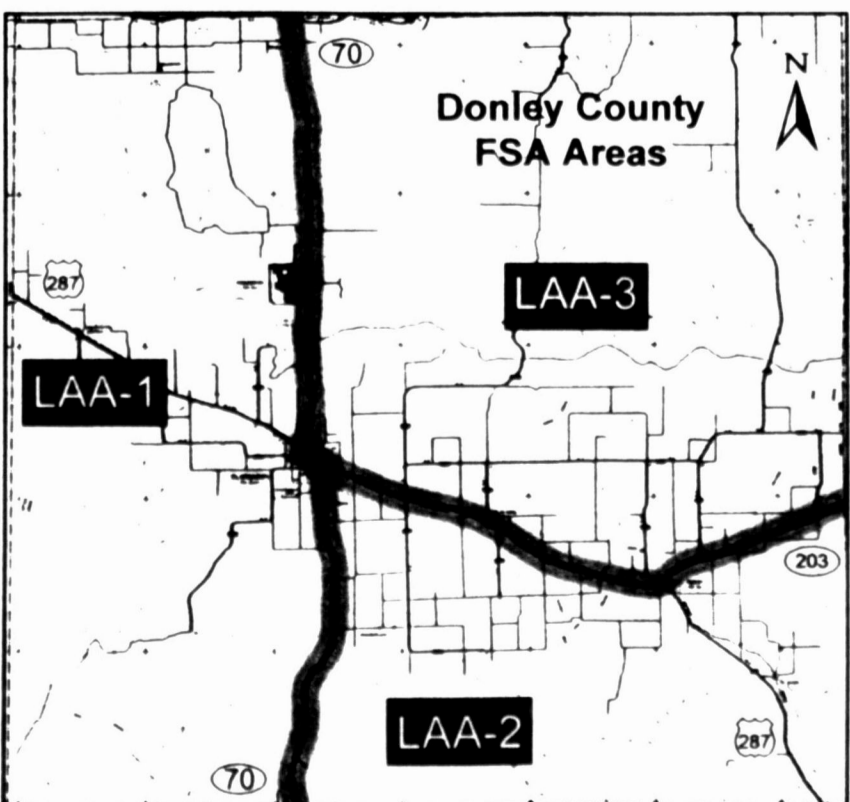 70
N
Donley County
FSA Areas
287
LAA-3
LAA-1
203
LAA-2
287
70